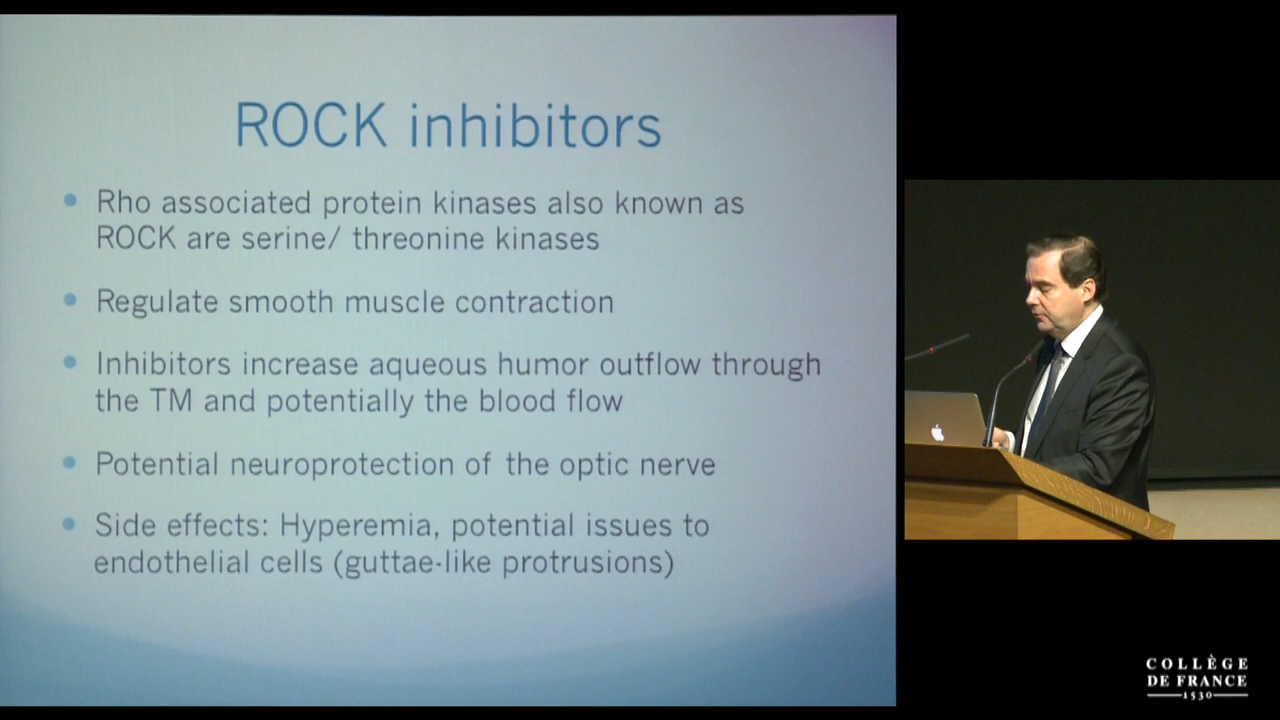 ROCK inhibitors
Rho associated protein kinases also known as
ROCK are serine/ threonine kinases
Regulate smooth muscle contraction
Inhibitors increase aqueous humor outflow through
the TM and potentially the blood flow
Potential neuroprotection of the optic nerve
Side effects: Hyperemia, potential issues to
endothelial cells (guttae-like protrusions)
COLLÈGE
DE FRANCE
1530